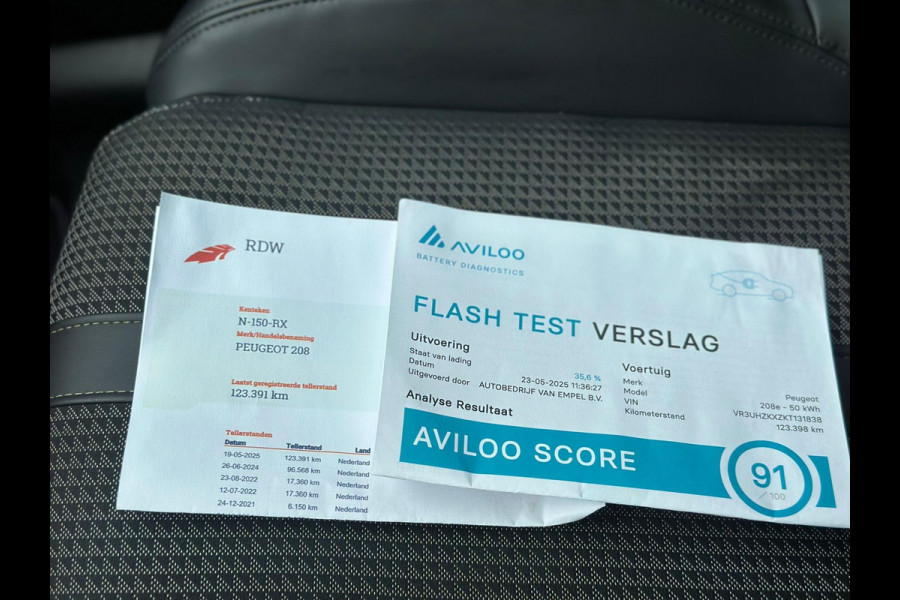 RDW
Kenteken
N-150-RX
Merk/Handelsbenaming
PEUGEOT 208
Laatst geregistreerde tellerstand
123.391 km
Tellerstanden
Datum Tellerstand Land
19-05-2025 123.391 km Nederland
26-06-2024 96.568 km Nederland
23-08-2022 17.360 km Nederland
12-07-2022 17.360 km Nederland
24-12-2021 6.150 km Nederland
AVILOO
BATTERY DIAGNOSTICS
FLASH TEST VERSLAG
Uitvoering
Staat van lading 35,6 %
Datum 23-05-2025 11:36:27
Uitgevoerd door AUTOBEDRIJF VAN EMPEL B.V.
Voertuig
Merk Peugeot
Model 208e - 50 kWh
VIN VR3UHZKXZKT131838
Kilometerstand 123.398 km
Analyse Resultaat
AVILOO SCORE
91
/ 100